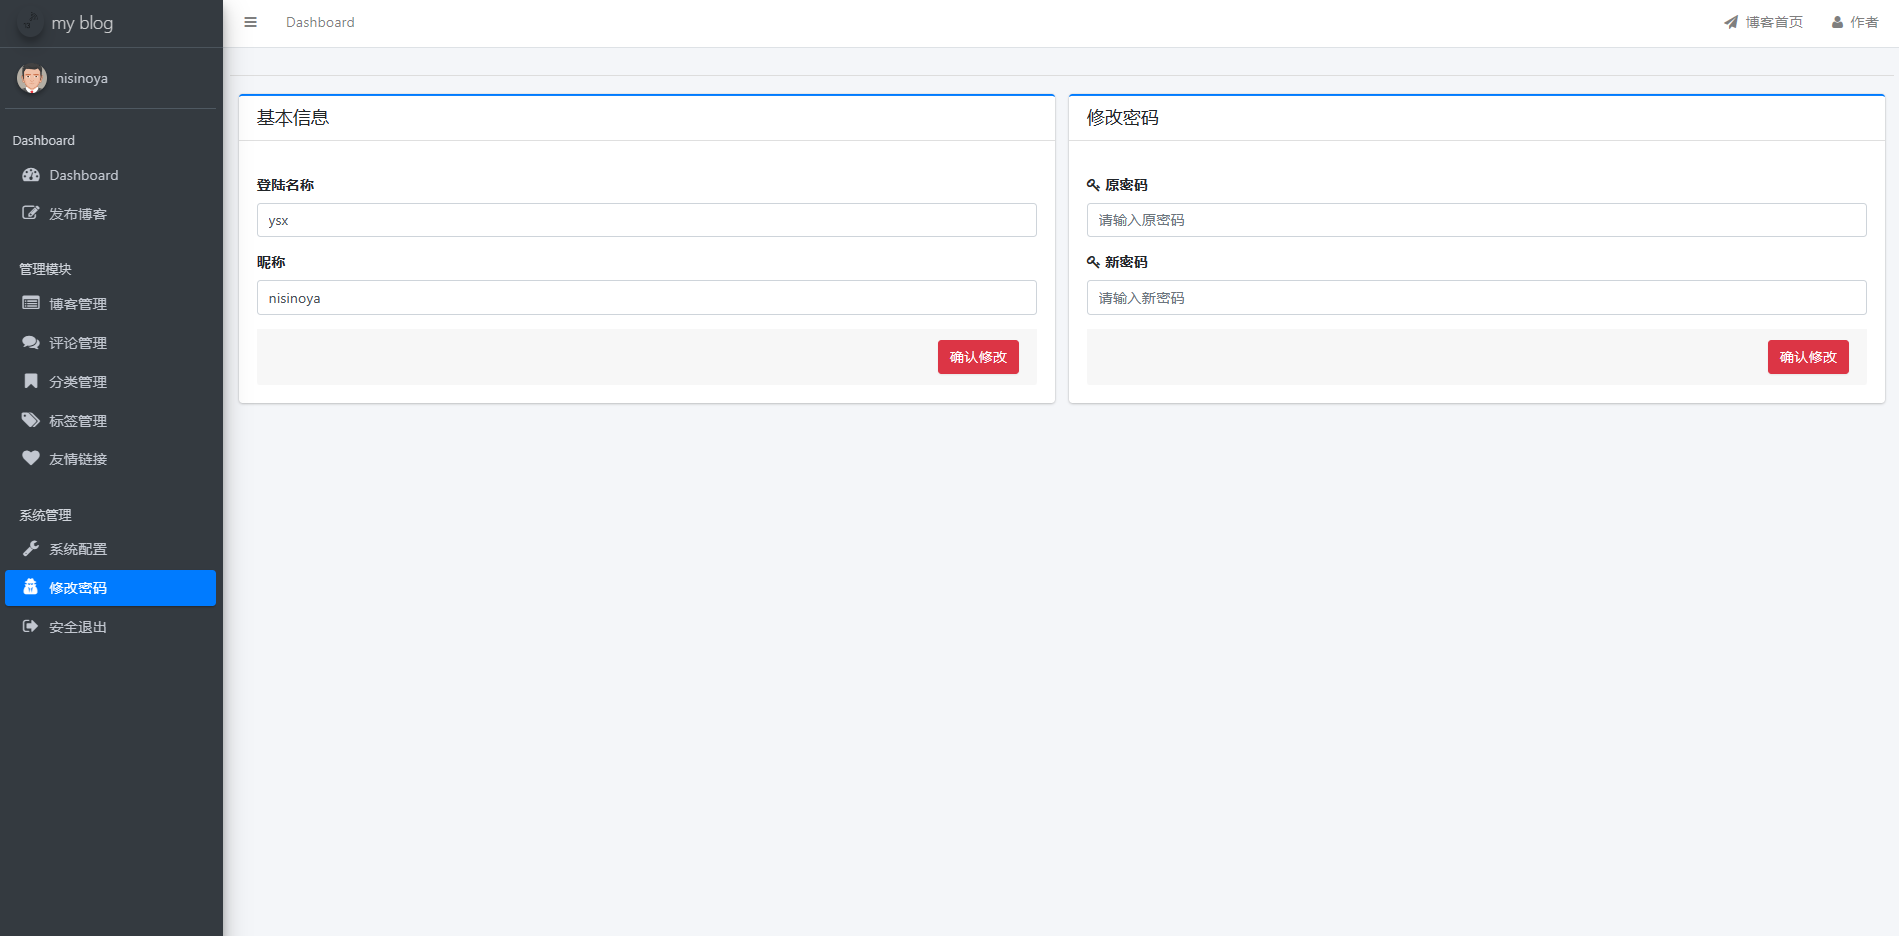 my blog
Dashboard
博客首页
作者
nisinoya
Dashboard
Dashboard
发布博客
管理模块
博客管理
评论管理
分类管理
标签管理
友情链接
系统管理
系统配置
修改密码
安全退出
基本信息
登陆名称
ysx
昵称
nisinoya
确认修改
修改密码
原密码
请输入原密码
新密码
请输入新密码
确认修改